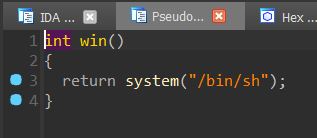 IDA ...
Pseudo...
Hex
1 int win()
2 {
3 return system("/bin/sh");
4 }